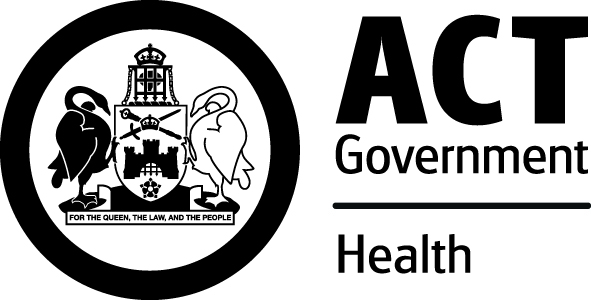 FOR THE QUEEN, THE LAW, AND THE PEOPLE
ACT
Government
Health